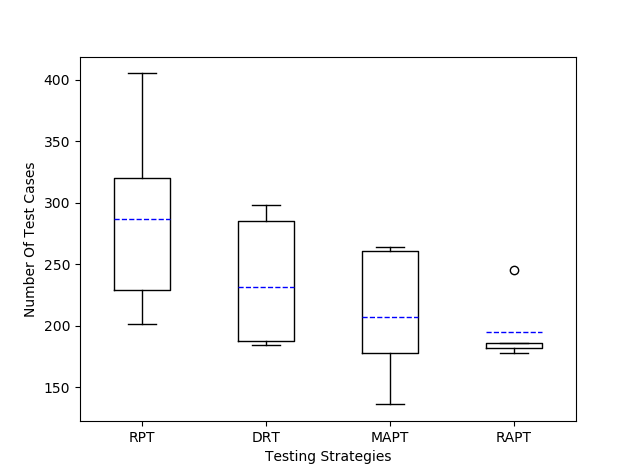 400
350
300
250
200
150
Number Of Test Cases
RPT DRT MAPT RAPT
Testing Strategies